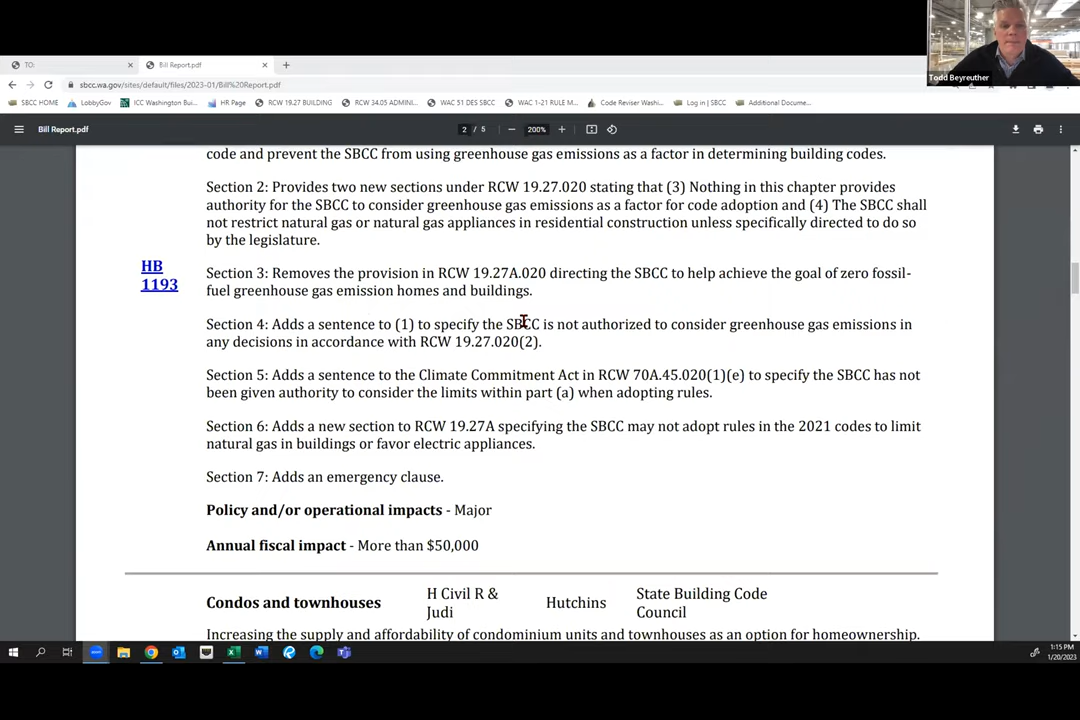 Todd Beyreuther
TO:
Bill Report.pdf
sbcc.wa.gov/sites/default/files/2023-01/Bill%20Report.pdf
SBCC HOME
LobbyGov
ICC Washington Bui...
HR Page
RCW 19.27 BUILDING
RCW 34.05 ADMINI...
WAC 51 DES SBCC
WAC 1-21 RULE M...
Code Reviser Washi...
Log in | SBCC
Additional Docume...
Bill Report.pdf
2 / 5
200%
code and prevent the SBCC from using greenhouse gas emissions as a factor in determining building codes.
Section 2: Provides two new sections under RCW 19.27.020 stating that (3) Nothing in this chapter provides
authority for the SBCC to consider greenhouse gas emissions as a factor for code adoption and (4) The SBCC shall
not restrict natural gas or natural gas appliances in residential construction unless specifically directed to do so
by the legislature.
HB
1193
Section 3: Removes the provision in RCW 19.27A.020 directing the SBCC to help achieve the goal of zero fossil-
fuel greenhouse gas emission homes and buildings.
Section 4: Adds a sentence to (1) to specify the SBCC is not authorized to consider greenhouse gas emissions in
any decisions in accordance with RCW 19.27.020(2).
Section 5: Adds a sentence to the Climate Commitment Act in RCW 70A.45.020(1)(e) to specify the SBCC has not
been given authority to consider the limits within part (a) when adopting rules.
Section 6: Adds a new section to RCW 19.27A specifying the SBCC may not adopt rules in the 2021 codes to limit
natural gas in buildings or favor electric appliances.
Section 7: Adds an emergency clause.
Policy and/or operational impacts - Major
Annual fiscal impact - More than $50,000
Condos and townhouses
H Civil R &
Judi
Hutchins
State Building Code
Council
Increasing the supply and affordability of condominium units and townhouses as an option for homeownership.
1:15 PM
1/20/2023